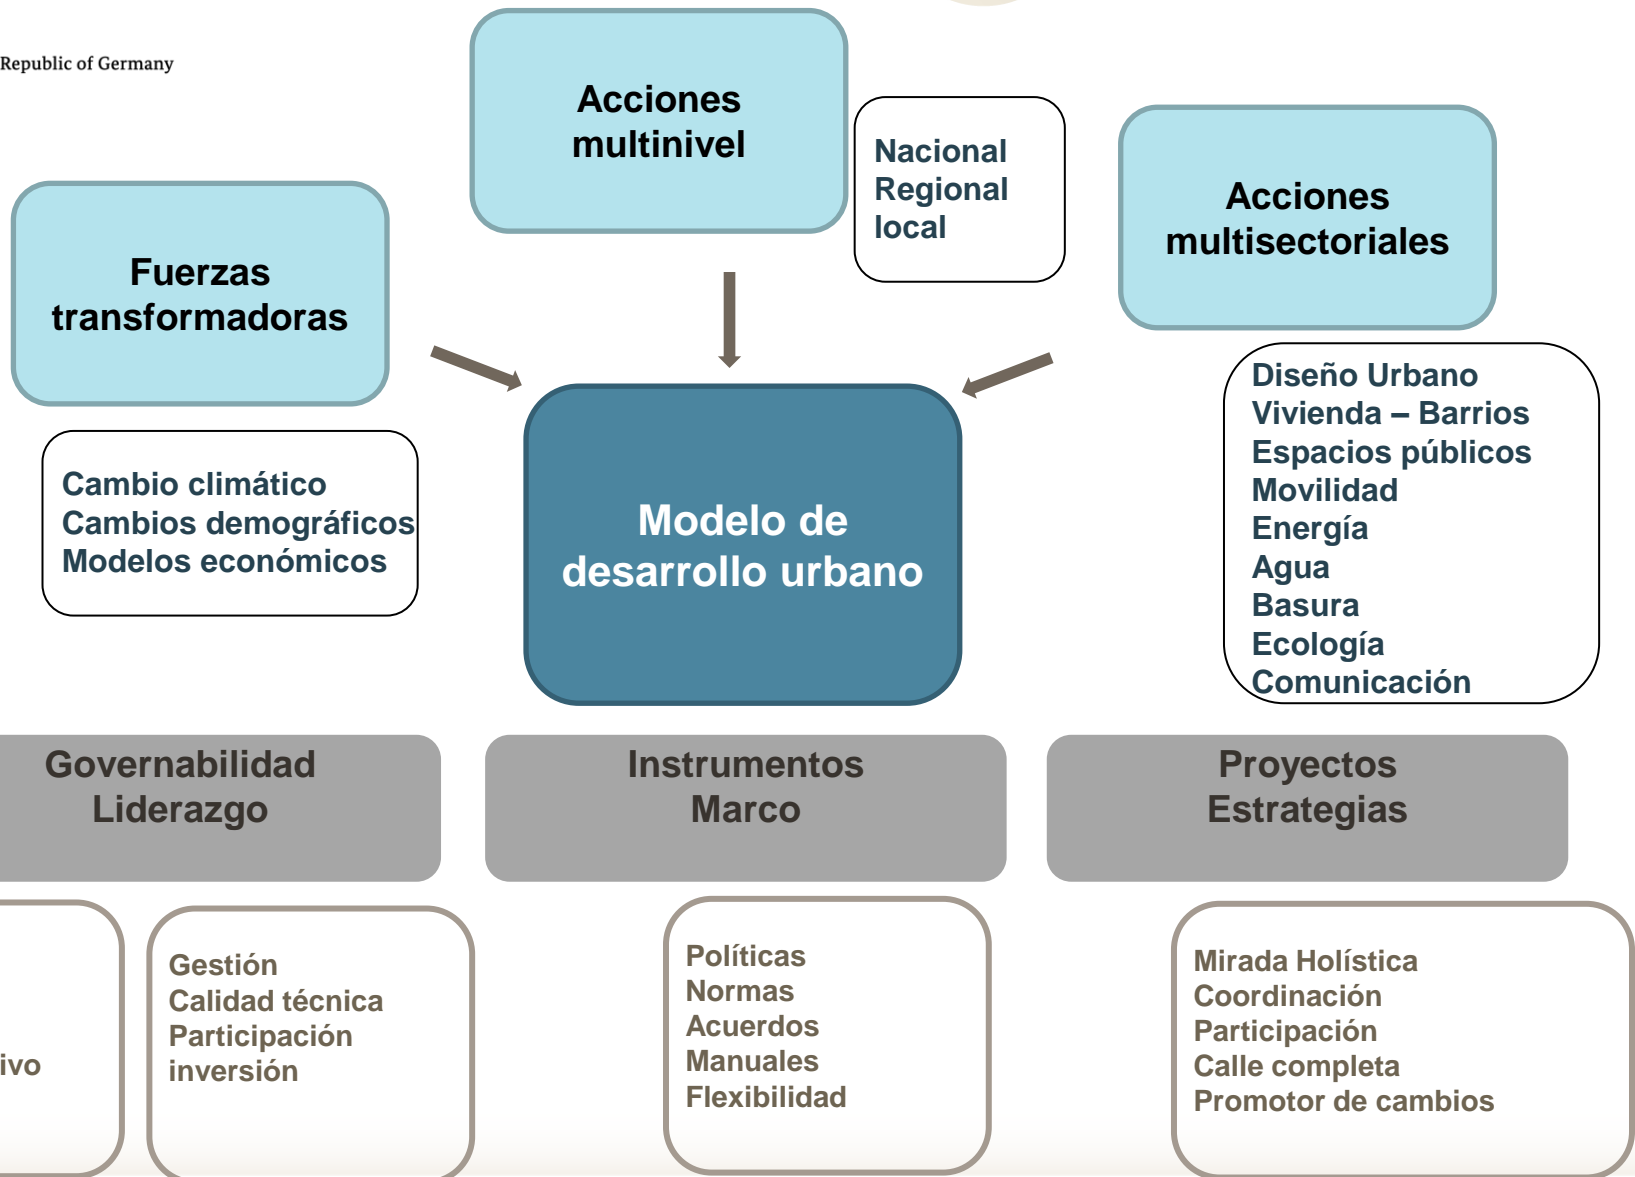 Republic of Germany
Acciones
multinivel
Nacional
Regional
local
Acciones
multisectoriales
Fuerzas
transformadoras
Diseño Urbano
Vivienda – Barrios
Espacios públicos
Movilidad
Energía
Agua
Basura
Ecología
Comunicación
Cambio climático
Cambios demográficos
Modelos económicos
Modelo de
desarrollo urbano
Governabilidad
Liderazgo
Instrumentos
Marco
Proyectos
Estrategias
ivo
Gestión
Calidad técnica
Participación
inversión
Políticas
Normas
Acuerdos
Manuales
Flexibilidad
Mirada Holística
Coordinación
Participación
Calle completa
Promotor de cambios